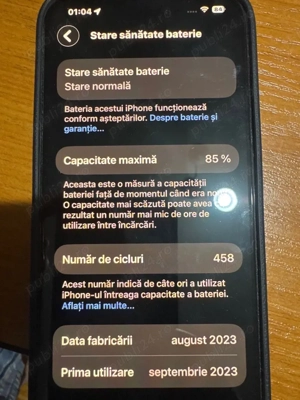 01:04
84
Stare sănătate baterie
Stare sănătate baterie
Stare normală
Bateria acestui iPhone funcționează
conform așteptărilor. Despre baterie și
garanție...
Capacitate maximă 85 %
Aceasta este o măsură a capacității
bateriei față de momentul când era
O capacitate mai scăzută poate avea
rezultat un număr mai mic de ore de
utilizare între încărcări.
Număr de cicluri 458
Acest număr indică de câte ori a utilizat
iPhone-ul întreaga capacitate a bateriei.
Aflați mai multe...
Data fabricării august 2023
Prima utilizare septembrie 2023